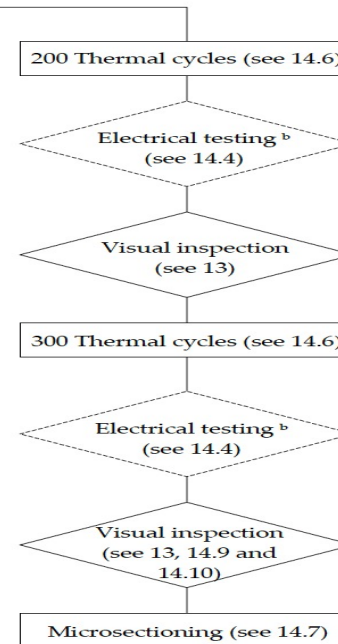 200 Thermal cycles (see 14.6)
Electrical testing ᵇ
(see 14.4)
Visual inspection
(see 13)
300 Thermal cycles (see 14.6)
Electrical testing ᵇ
(see 14.4)
Visual inspection
(see 13, 14.9 and
14.10)
Microsectioning (see 14.7)